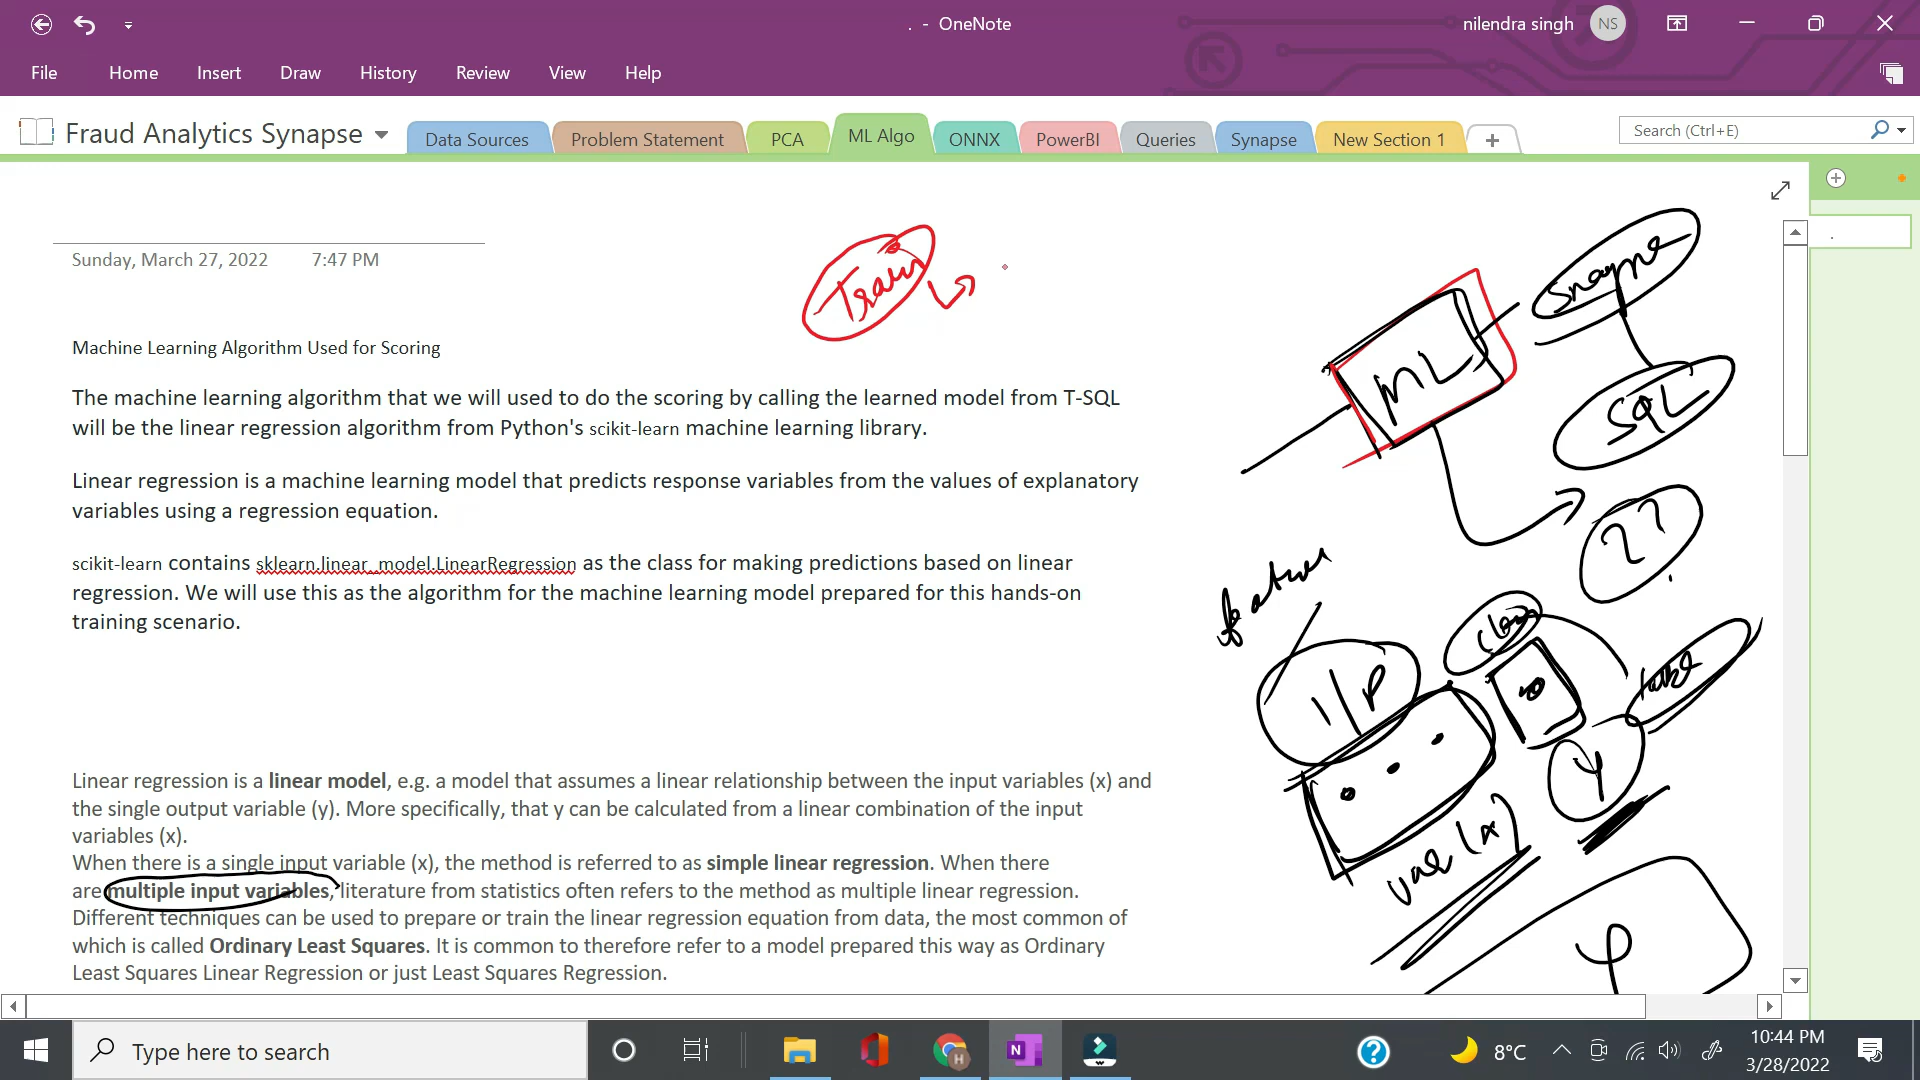 . - OneNote
nilendra singh NS
File Home Insert Draw History Review View Help
Fraud Analytics Synapse
Data Sources Problem Statement PCA ML Algo ONNX PowerBI Queries Synapse New Section 1 +
Search (Ctrl+E)
Sunday, March 27, 2022 7:47 PM
Train
Machine Learning Algorithm Used for Scoring
The machine learning algorithm that we will used to do the scoring by calling the learned model from T-SQL
will be the linear regression algorithm from Python's scikit-learn machine learning library.
Linear regression is a machine learning model that predicts response variables from the values of explanatory
variables using a regression equation.
scikit-learn contains sklearn.linear_model.LinearRegression as the class for making predictions based on linear
regression. We will use this as the algorithm for the machine learning model prepared for this hands-on
training scenario.
Linear regression is a linear model, e.g. a model that assumes a linear relationship between the input variables (x) and
the single output variable (y). More specifically, that y can be calculated from a linear combination of the input
variables (x).
When there is a single input variable (x), the method is referred to as simple linear regression. When there
are multiple input variables, literature from statistics often refers to the method as multiple linear regression.
Different techniques can be used to prepare or train the linear regression equation from data, the most common of
which is called Ordinary Least Squares. It is common to therefore refer to a model prepared this way as Ordinary
Least Squares Linear Regression or just Least Squares Regression.
ML
SQL
??
feature
I/P
Y
(x)
φ
Type here to search
8°C
10:44 PM
3/28/2022